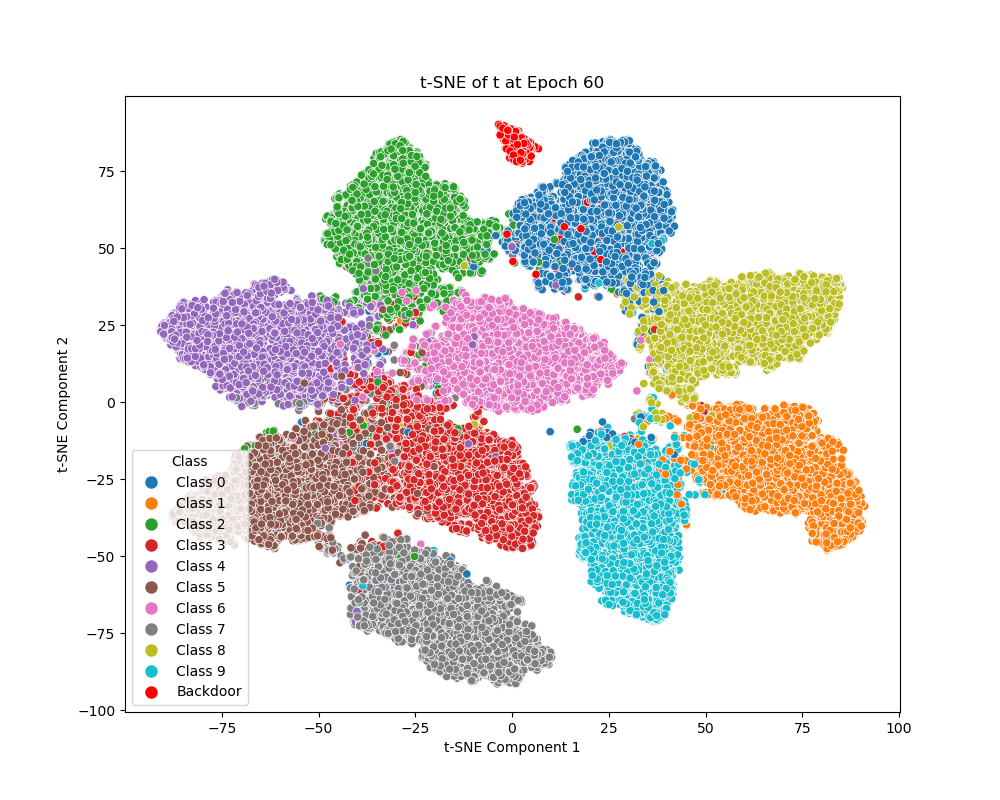 t-SNE of t at Epoch 60
75
50
25
0
−25
−50
−75
−100
t-SNE Component 2
Class
Class 0
Class 1
Class 2
Class 3
Class 4
Class 5
Class 6
Class 7
Class 8
Class 9
Backdoor
−75 −50 −25 0 25 50 75 100
t-SNE Component 1